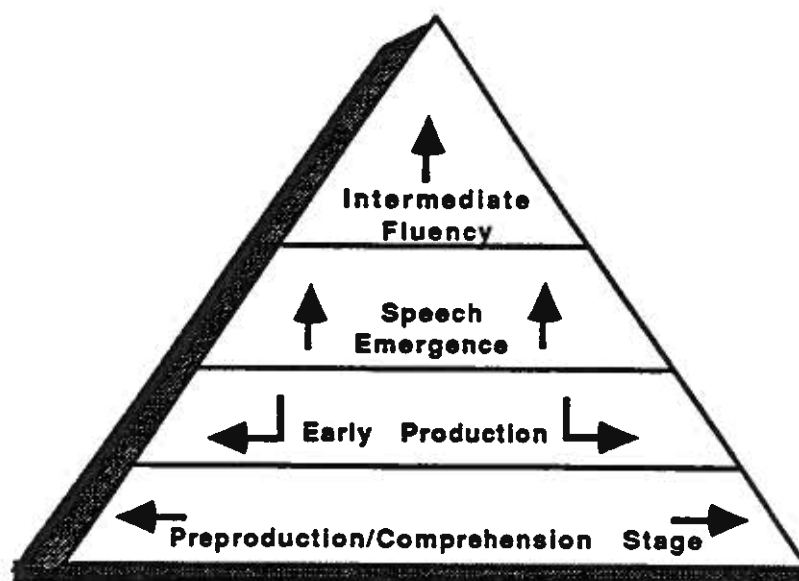 Intermediate
Fluency
Speech
Emergence
Early Production
Preproduction/Comprehension Stage